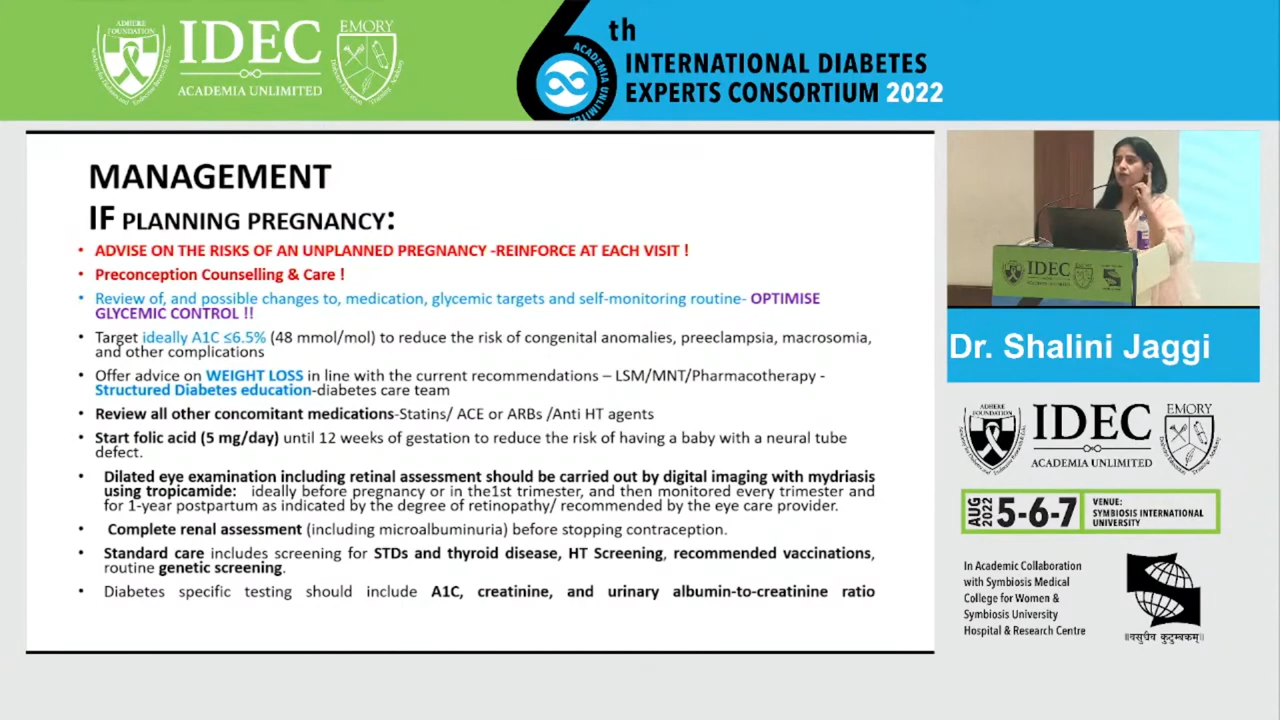 ADHERE
FOUNDATION
IDEC
ACADEMIA UNLIMITED
EMORY
6th
INTERNATIONAL DIABETES
EXPERTS CONSORTIUM 2022
ACADEMIA UNLIMITED
MANAGEMENT
IF PLANNING PREGNANCY:
• ADVISE ON THE RISKS OF AN UNPLANNED PREGNANCY -REINFORCE AT EACH VISIT !
• Preconception Counselling & Care !
• Review of, and possible changes to, medication, glycemic targets and self-monitoring routine- OPTIMISE
GLYCEMIC CONTROL !!
• Target ideally A1C ≤6.5% (48 mmol/mol) to reduce the risk of congenital anomalies, preeclampsia, macrosomia,
and other complications
• Offer advice on WEIGHT LOSS in line with the current recommendations – LSM/MNT/Pharmacotherapy -
Structured Diabetes education-diabetes care team
• Review all other concomitant medications-Statins/ ACE or ARBs /Anti HT agents
• Start folic acid (5 mg/day) until 12 weeks of gestation to reduce the risk of having a baby with a neural tube
defect.
• Dilated eye examination including retinal assessment should be carried out by digital imaging with mydriasis
using tropicamide: ideally before pregnancy or in the1st trimester, and then monitored every trimester and
for 1-year postpartum as indicated by the degree of retinopathy/ recommended by the eye care provider.
• Complete renal assessment (including microalbuminuria) before stopping contraception.
• Standard care includes screening for STDs and thyroid disease, HT Screening, recommended vaccinations,
routine genetic screening.
• Diabetes specific testing should include A1C, creatinine, and urinary albumin-to-creatinine ratio
IDEC
Dr. Shalini Jaggi
ADHERE
FOUNDATION
IDEC
ACADEMIA UNLIMITED
EMORY
AUG 2022
5-6-7
VENUE:
SYMBIOSIS INTERNATIONAL
UNIVERSITY
In Academic Collaboration
with Symbiosis Medical
College for Women &
Symbiosis University
Hospital & Research Centre
॥वसुधैव कुटुम्बकम्॥